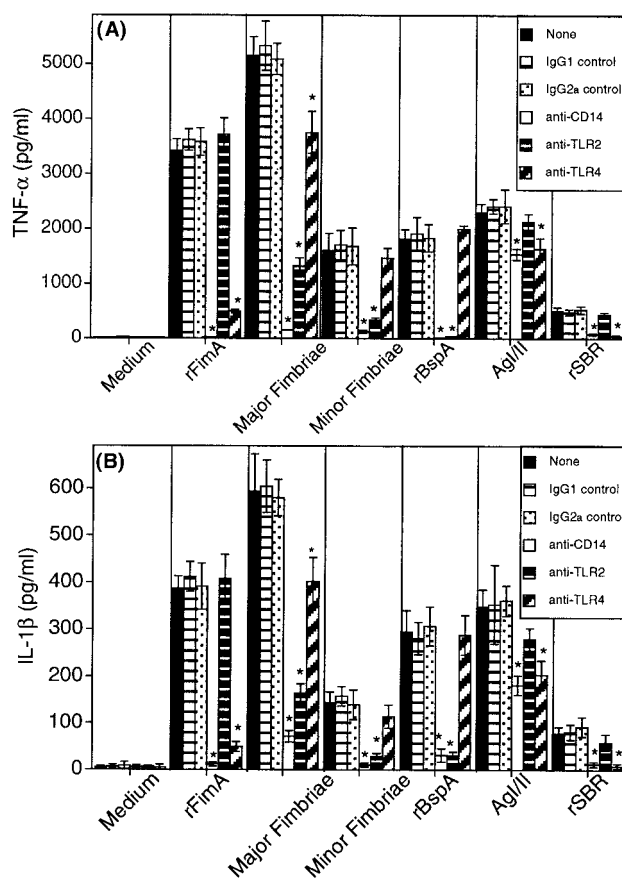 (A)
None
IgG1 control
IgG2a control
anti-CD14
anti-TLR2
anti-TLR4
TNF-α (pg/ml)
5000
4000
3000
2000
1000
0
* * * * * * * * * * * * *
Medium
rFimA
Major Fimbriae
Minor Fimbriae
rBspA
AgI/II
rSBR
(B)
None
IgG1 control
IgG2a control
anti-CD14
anti-TLR2
anti-TLR4
IL-1β (pg/ml)
600
500
400
300
200
100
0
* * * * * * * * * * * * *
Medium
rFimA
Major Fimbriae
Minor Fimbriae
rBspA
AgI/II
rSBR